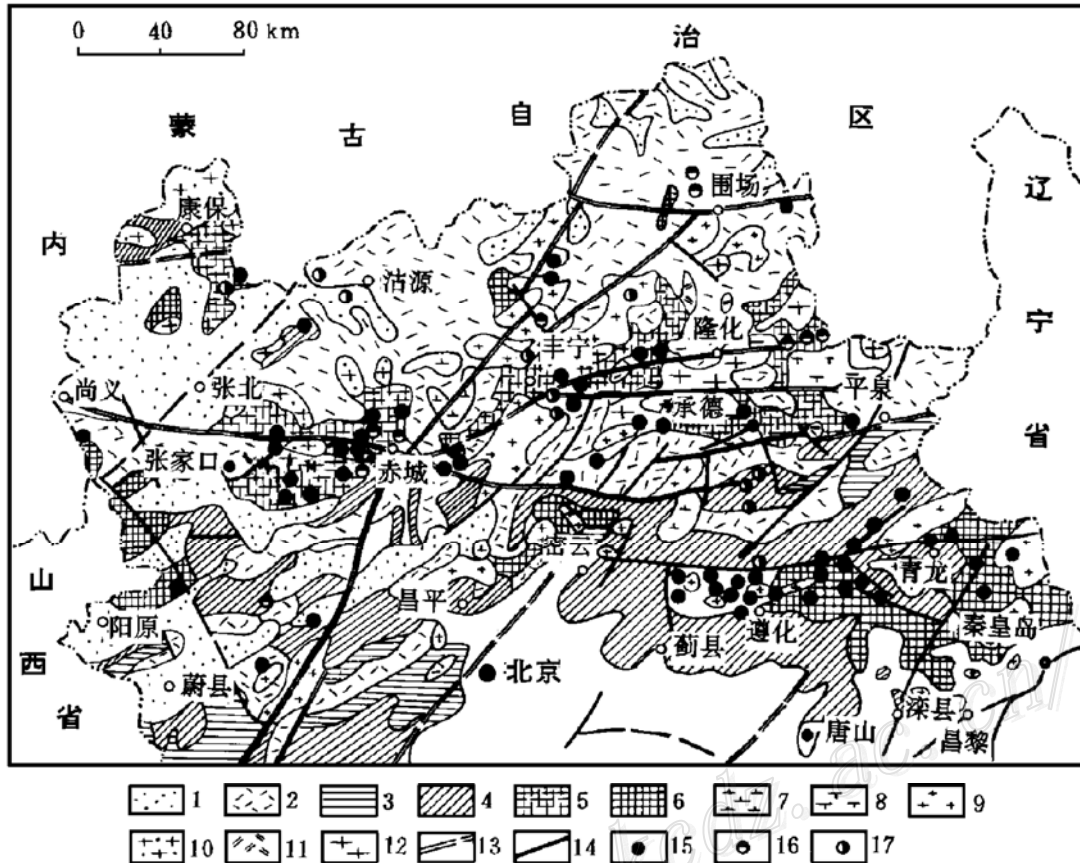 0 40 80 km
治
自 区
蒙 古
围场
辽
康保
内
沽源
宁
隆化
丰宁
尚义 张北 平泉
承德
省
张家口 赤城
密云
山 青龙
昌平
阳原 遵化 秦皇岛
蓟县
西 北京
蔚县
滦县
省 唐山
昌黎
1 2 3 4 5 6 7 8 9
10 11 12 13 14 15 16 17